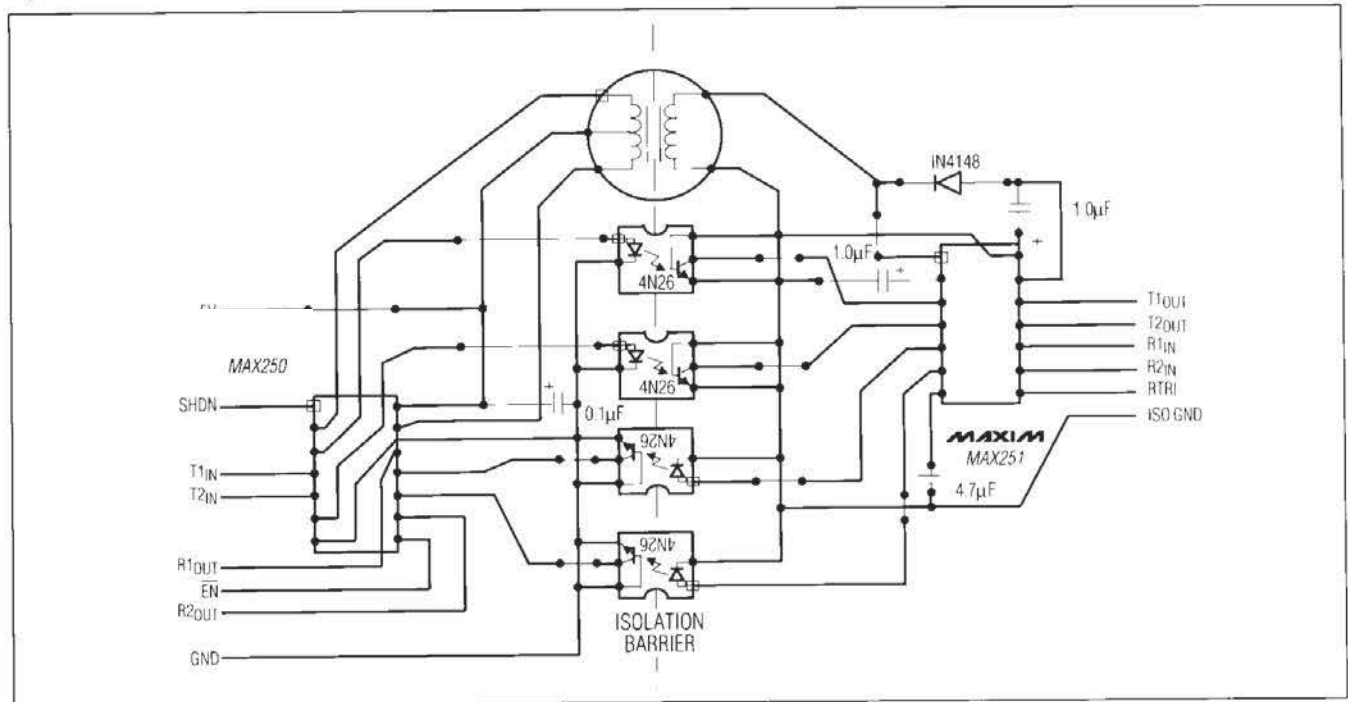 IN4148
1.0µF
+
1.0µF
+
4N26
T1OUT
T2OUT
4N26
R1IN
MAX250
R2IN
SHDN
+
0.1µF
RTRI
ISO GND
4N26
MAXIM
MAX251
T1IN
T2IN
4.7µF
4N26
R1OUT
EN
R2OUT
ISOLATION
BARRIER
GND